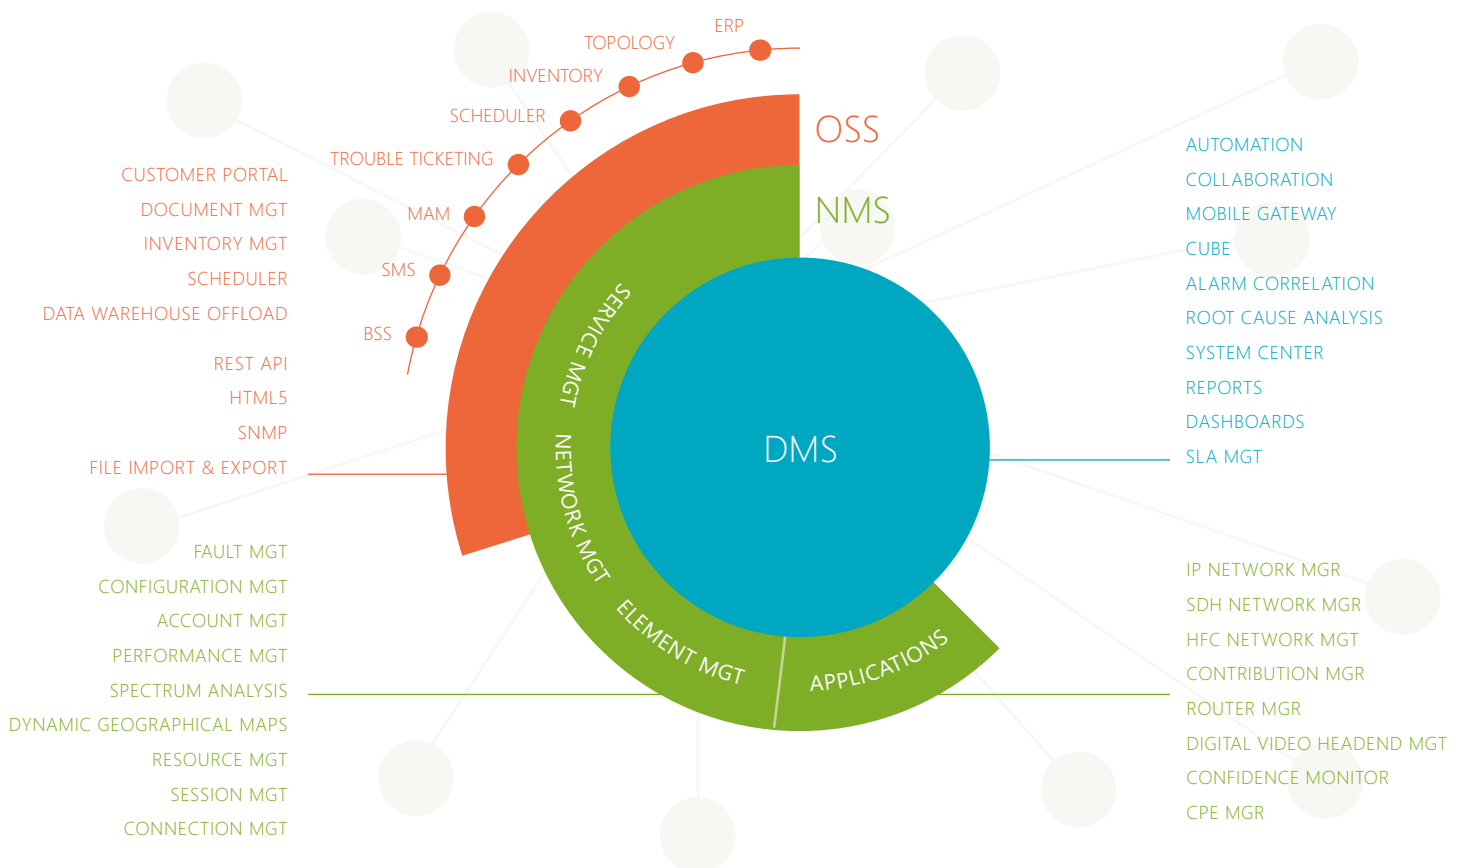 ERP
TOPOLOGY
INVENTORY
SCHEDULER
TROUBLE TICKETING
MAM
SMS
BSS
OSS
NMS
DMS
SERVICE MGT
NETWORK MGT
ELEMENT MGT
APPLICATIONS
CUSTOMER PORTAL
DOCUMENT MGT
INVENTORY MGT
SCHEDULER
DATA WAREHOUSE OFFLOAD
REST API
HTML5
SNMP
FILE IMPORT & EXPORT
FAULT MGT
CONFIGURATION MGT
ACCOUNT MGT
PERFORMANCE MGT
SPECTRUM ANALYSIS
DYNAMIC GEOGRAPHICAL MAPS
RESOURCE MGT
SESSION MGT
CONNECTION MGT
AUTOMATION
COLLABORATION
MOBILE GATEWAY
CUBE
ALARM CORRELATION
ROOT CAUSE ANALYSIS
SYSTEM CENTER
REPORTS
DASHBOARDS
SLA MGT
IP NETWORK MGR
SDH NETWORK MGR
HFC NETWORK MGT
CONTRIBUTION MGR
ROUTER MGR
DIGITAL VIDEO HEADEND MGT
CONFIDENCE MONITOR
CPE MGR